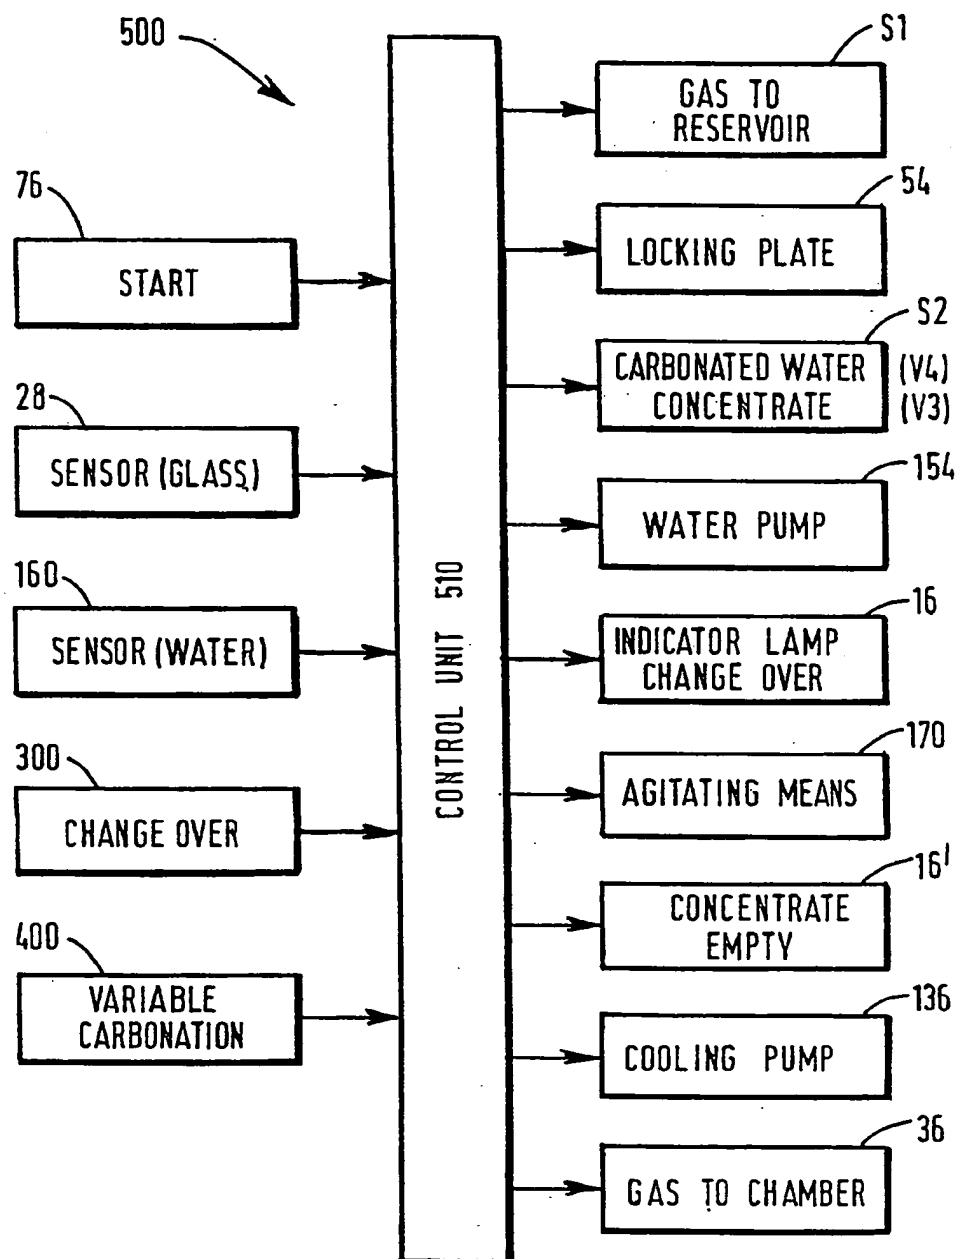 500
76
START
28
SENSOR (GLASS)
160
SENSOR (WATER)
300
CHANGE OVER
400
VARIABLE
CARBONATION
CONTROL UNIT 510
S1
GAS TO
RESERVOIR
54
LOCKING PLATE
S2
CARBONATED WATER (V4)
CONCENTRATE (V3)
154
WATER PUMP
16
INDICATOR LAMP
CHANGE OVER
170
AGITATING MEANS
16'
CONCENTRATE
EMPTY
136
COOLING PUMP
36
GAS TO CHAMBER